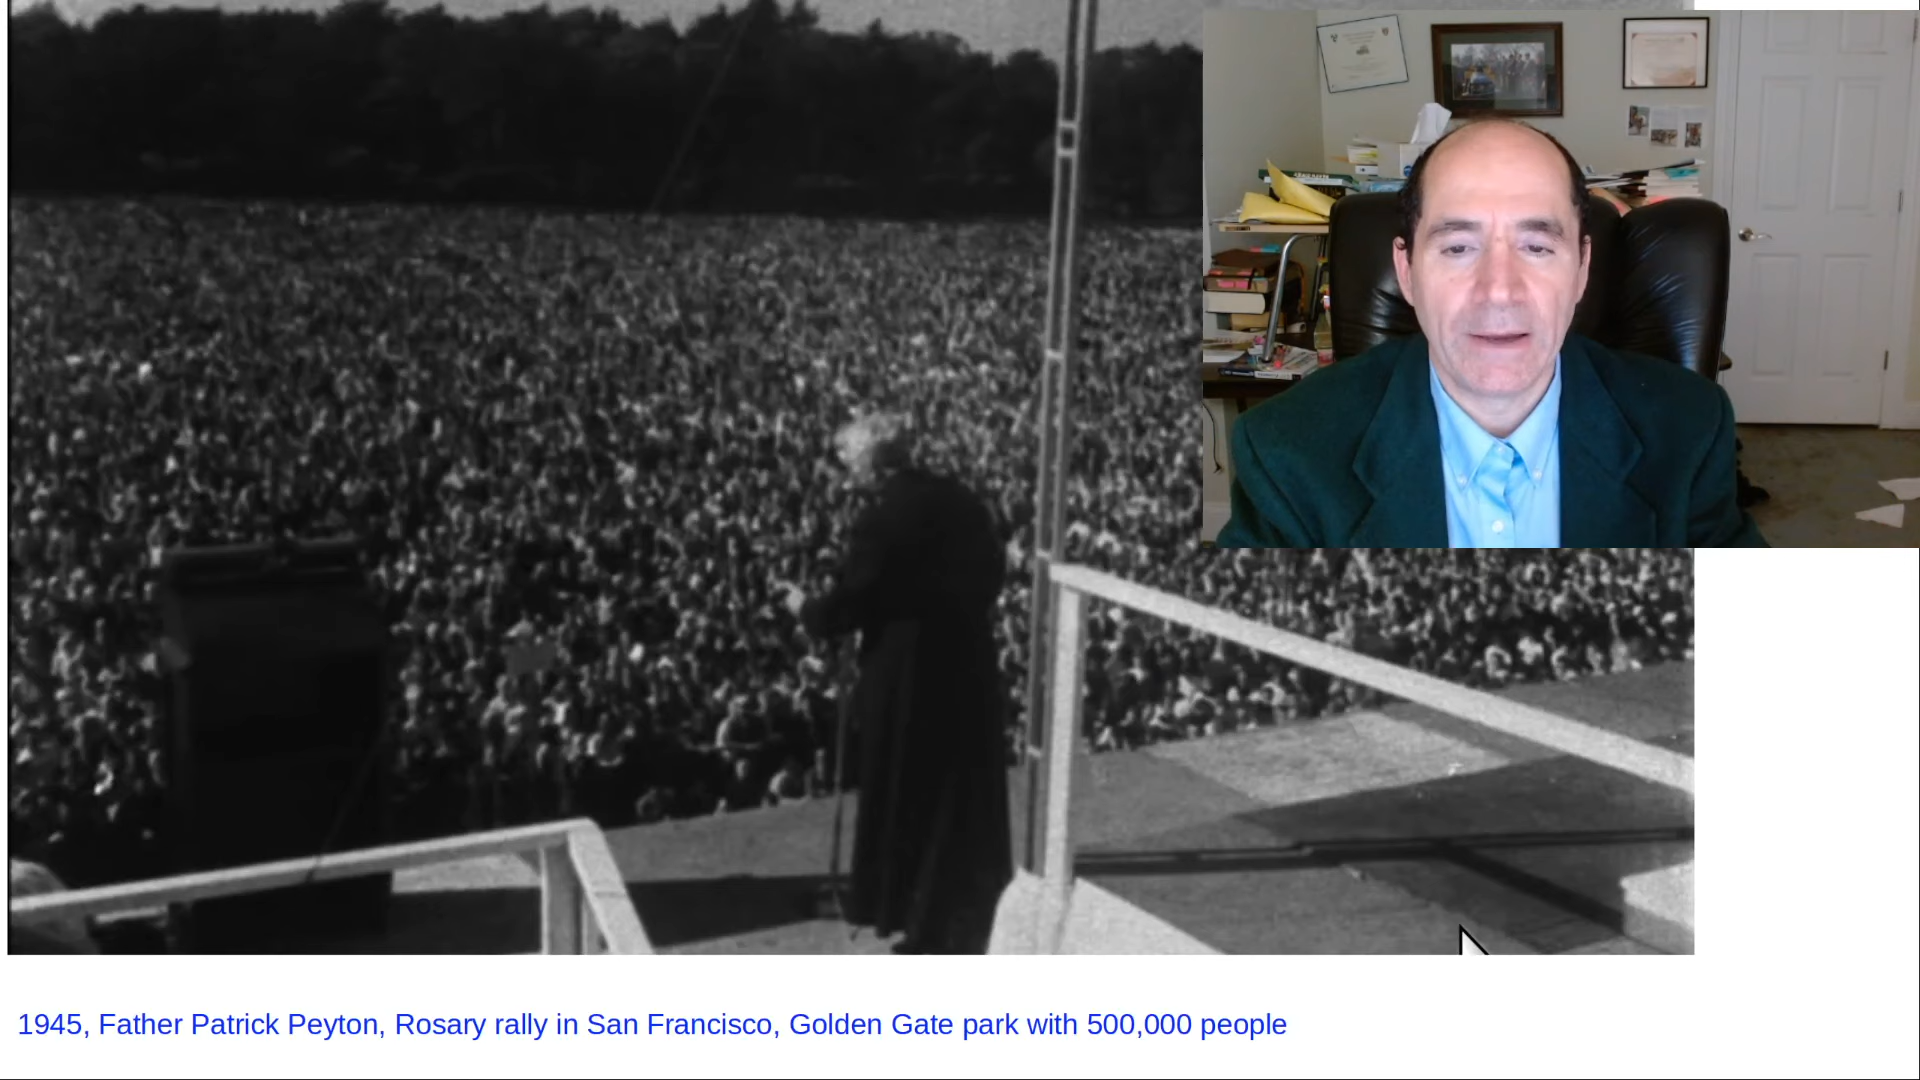 1945, Father Patrick Peyton, Rosary rally in San Francisco, Golden Gate park with 500,000 people